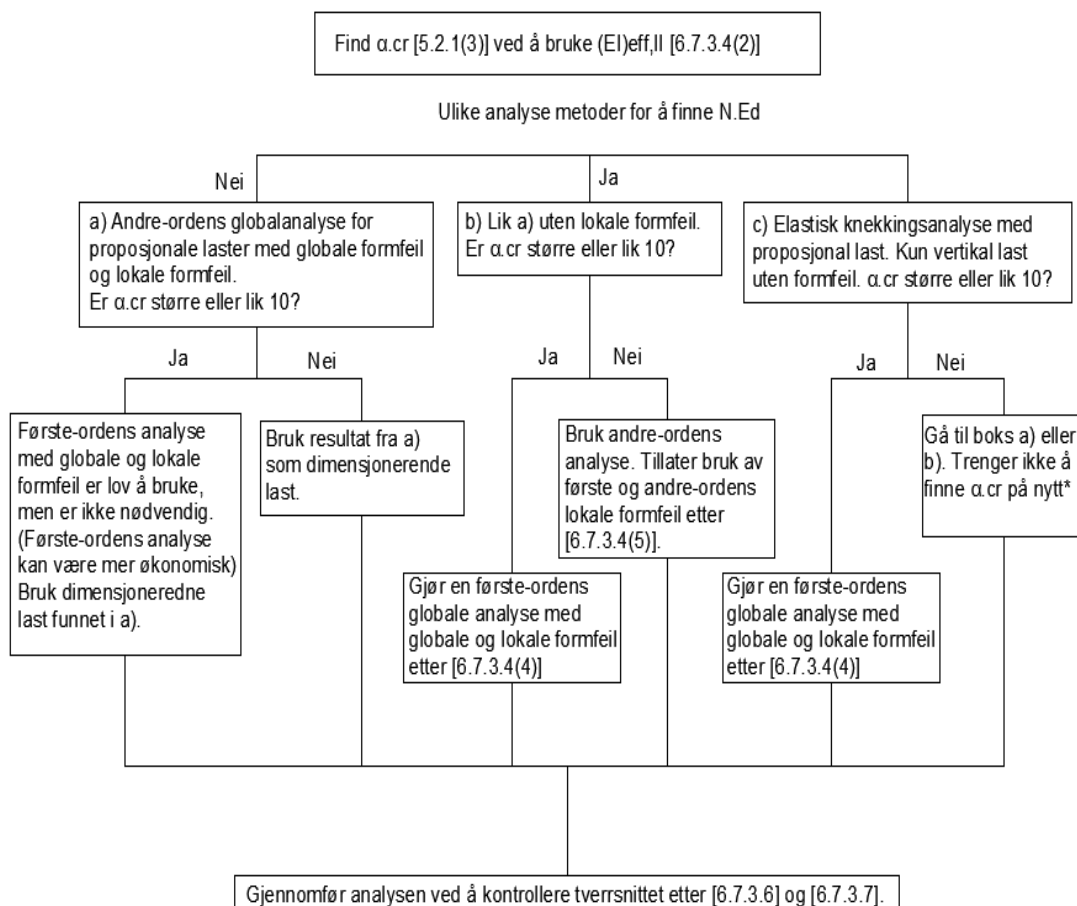 Find α.cr [5.2.1(3)] ved å bruke (EI)eff,II [6.7.3.4(2)]
Ulike analyse metoder for å finne N.Ed
Nei
Ja
a) Andre-ordens globalanalyse for
proposjonale laster med globale formfeil
og lokale formfeil.
Er α.cr større eller lik 10?
b) Lik a) uten lokale formfeil.
Er α.cr større eller lik 10?
c) Elastisk knekkingsanalyse med
proposjonal last. Kun vertikal last
uten formfeil. α.cr større eller lik 10?
Ja
Nei
Ja
Nei
Ja
Nei
Første-ordens analyse
med globale og lokale
formfeil er lov å bruke,
men er ikke nødvendig.
(Første-ordens analyse
kan være mer økonomisk)
Bruk dimensjoneredne
last funnet i a).
Bruk resultat fra a)
som dimensjonerende
last.
Bruk andre-ordens
analyse. Tillater bruk av
første og andre-ordens
lokale formfeil etter
[6.7.3.4(5)].
Gå til boks a) eller
b). Trenger ikke å
finne α.cr på nytt*
Gjør en første-ordens
globale analyse med
globale og lokale formfeil
etter [6.7.3.4(4)]
Gjør en første-ordens
globale analyse med
globale og lokale formfeil
etter [6.7.3.4(4)]
Gjennomfør analysen ved å kontrollere tverrsnittet etter [6.7.3.6] og [6.7.3.7].